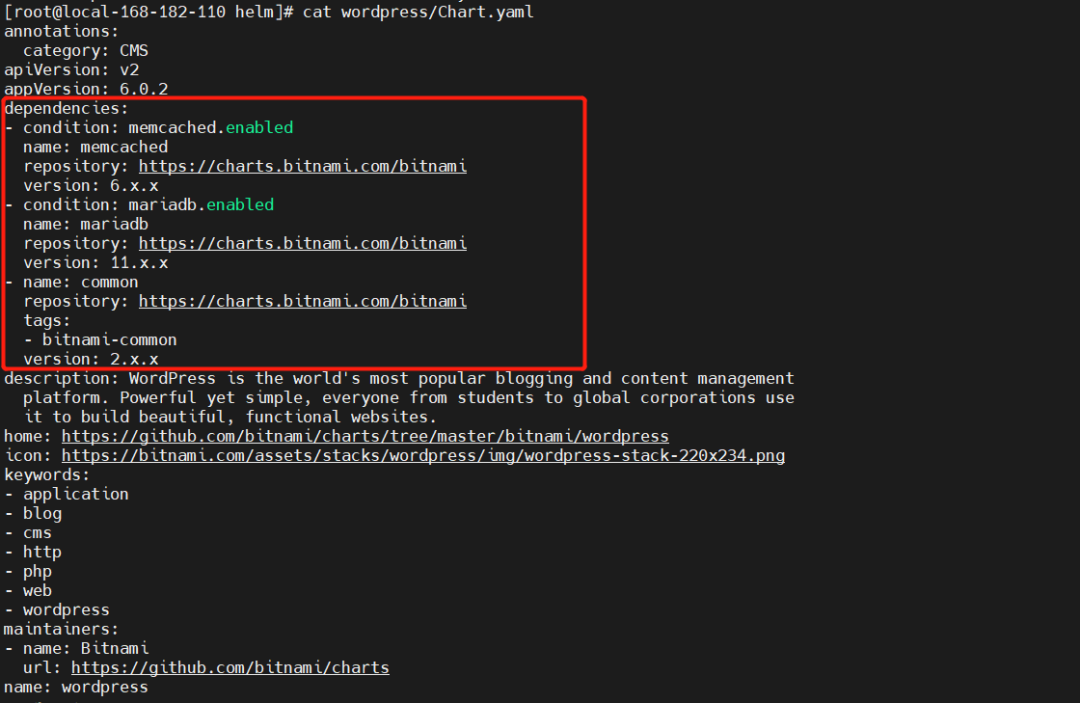 [root@local-168-182-110 helm]# cat wordpress/Chart.yaml
annotations:
  category: CMS
apiVersion: v2
appVersion: 6.0.2
dependencies:
- condition: memcached.enabled
  name: memcached
  repository: https://charts.bitnami.com/bitnami
  version: 6.x.x
- condition: mariadb.enabled
  name: mariadb
  repository: https://charts.bitnami.com/bitnami
  version: 11.x.x
- name: common
  repository: https://charts.bitnami.com/bitnami
  tags:
  - bitnami-common
  version: 2.x.x
description: WordPress is the world's most popular blogging and content management
  platform. Powerful yet simple, everyone from students to global corporations use
  it to build beautiful, functional websites.
home: https://github.com/bitnami/charts/tree/master/bitnami/wordpress
icon: https://bitnami.com/assets/stacks/wordpress/img/wordpress-stack-220x234.png
keywords:
- application
- blog
- cms
- http
- php
- web
- wordpress
maintainers:
- name: Bitnami
  url: https://github.com/bitnami/charts
name: wordpress